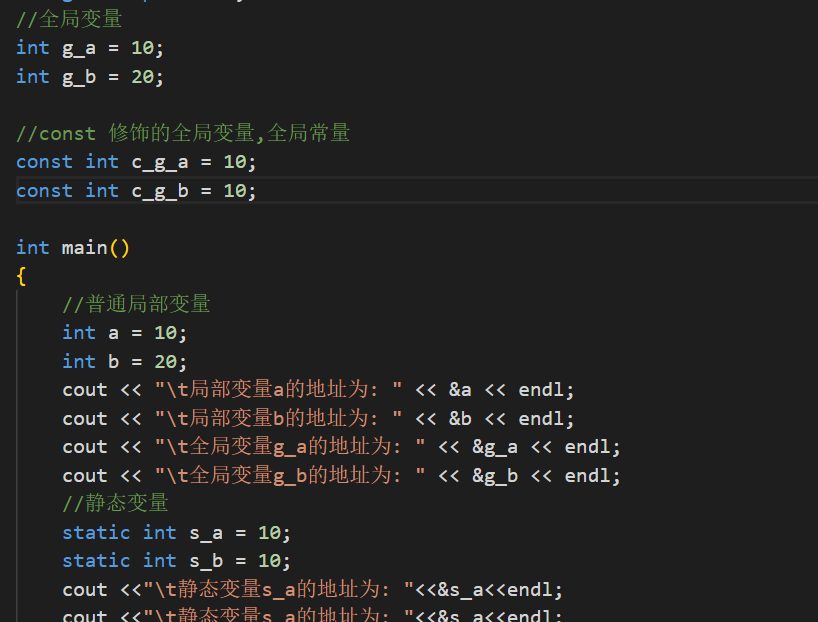 //全局变量
int g_a = 10;
int g_b = 20;
//const 修饰的全局变量,全局常量
const int c_g_a = 10;
const int c_g_b = 10;
int main()
{
//普通局部变量
int a = 10;
int b = 20;
cout << "\t局部变量a的地址为: " << &a << endl;
cout << "\t局部变量b的地址为: " << &b << endl;
cout << "\t全局变量g_a的地址为: " << &g_a << endl;
cout << "\t全局变量g_b的地址为: " << &g_b << endl;
//静态变量
static int s_a = 10;
static int s_b = 10;
cout <<"\t静态变量s_a的地址为: "<<&s_a<<endl;
cout <<"\t静态变量s_a的地址为: "<<&s_a<<endl;